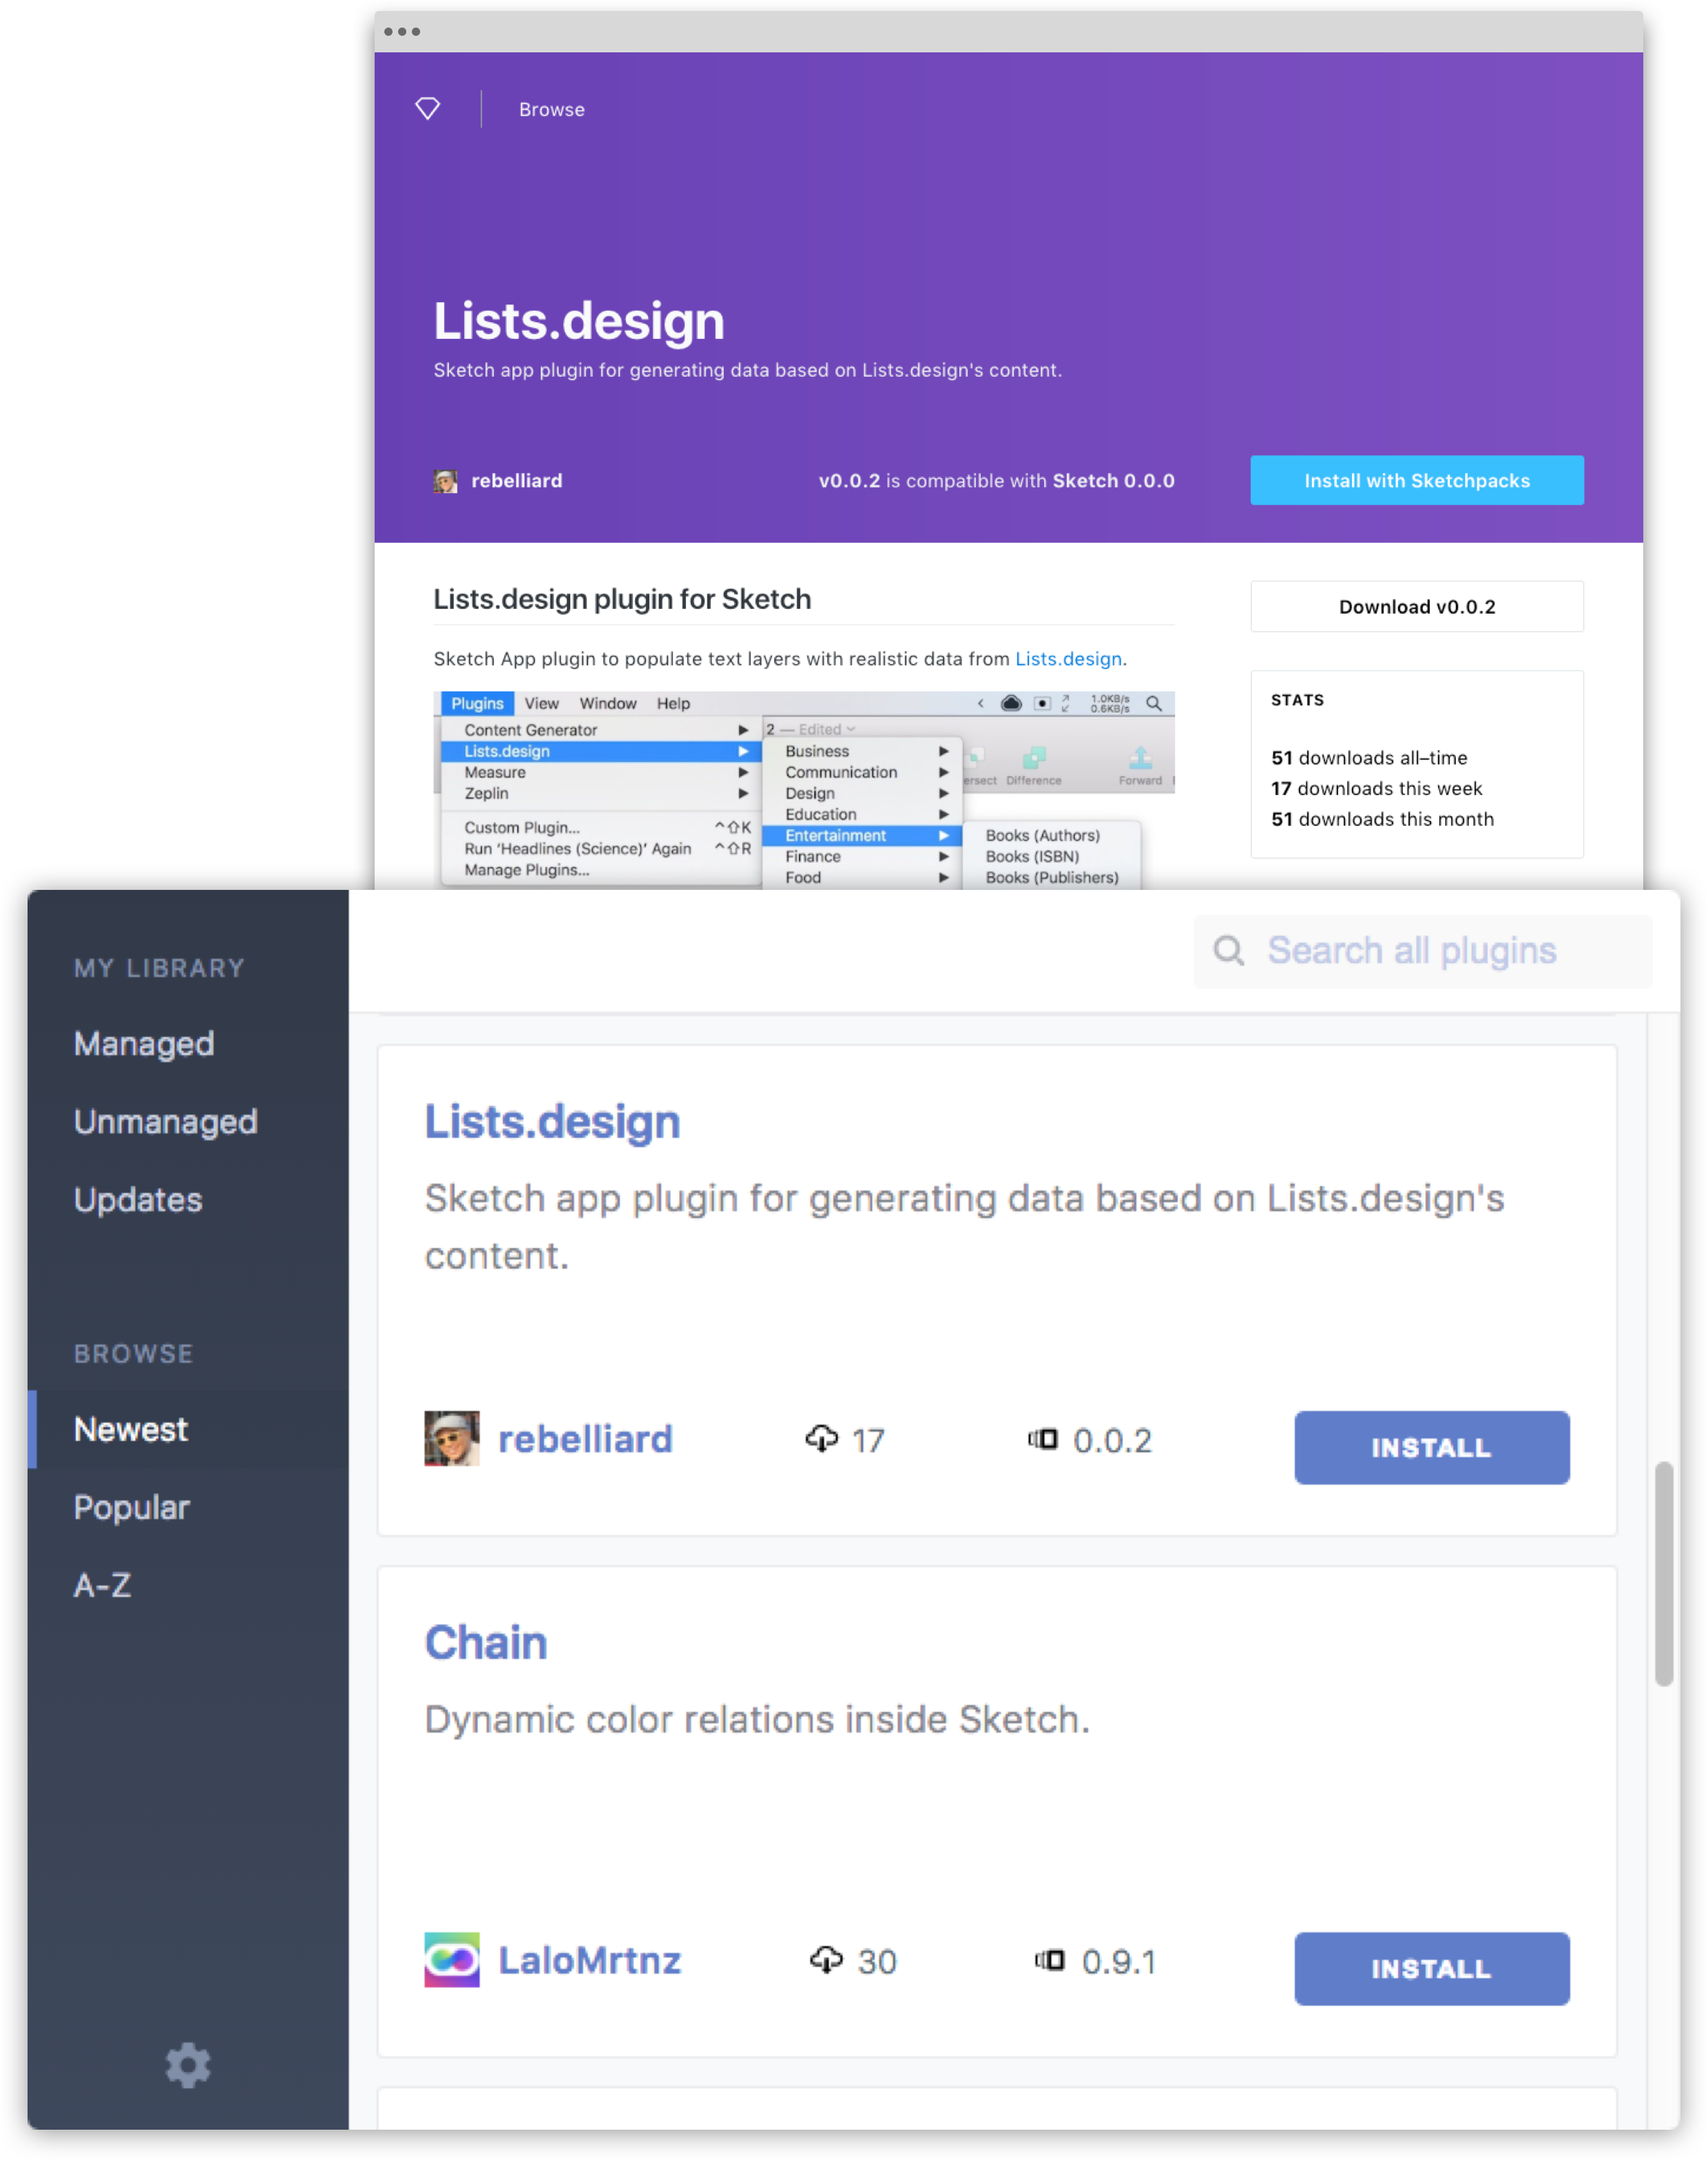 Browse
Lists.design
Sketch app plugin for generating data based on Lists.design's content.
rebelliard
v0.0.2 is compatible with Sketch 0.0.0
Install with Sketchpacks
Lists.design plugin for Sketch
Sketch App plugin to populate text layers with realistic data from Lists.design.
Download v0.0.2
STATS
51 downloads all–time
17 downloads this week
51 downloads this month
Plugins View Window Help
1.0KB/s
0.6KB/s
Content Generator
Lists.design
Measure
Zeplin
Custom Plugin... ^⇧K
Run ‘Headlines (Science)’ Again ^⇧R
Manage Plugins...
2 — Edited
Business
Communication
Design
Education
Entertainment
Finance
Food
ersect Difference Forward
Books (Authors)
Books (ISBN)
Books (Publishers)
MY LIBRARY
Managed
Unmanaged
Updates
BROWSE
Newest
Popular
A-Z
Search all plugins
Lists.design
Sketch app plugin for generating data based on Lists.design's
content.
rebelliard 17 0.0.2 INSTALL
Chain
Dynamic color relations inside Sketch.
LaloMrtnz 30 0.9.1 INSTALL